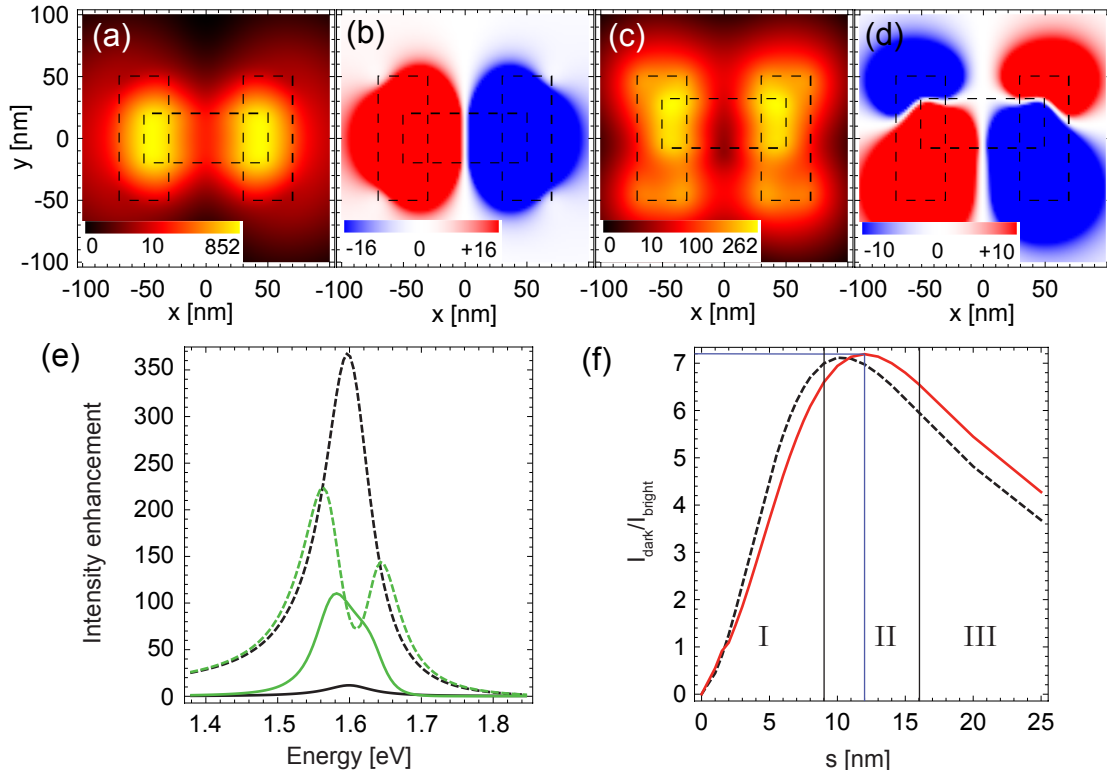 (a) (b) (c) (d)
100
50
0
-50
-100
y [nm]
0 10 852
-16 0 +16
0 10 100 262
-10 0 +10
-100 -50 0 50 -100 -50 0 50 -100 -50 0 50 -100 -50 0 50 100
x [nm] x [nm] x [nm] x [nm]
(e)
350
300
250
200
150
100
50
0
Intensity enhancement
1.4 1.5 1.6 1.7 1.8
Energy [eV]
(f)
7
6
5
4
3
2
1
0
I_dark/I_bright
I II III
0 5 10 15 20 25
s [nm]